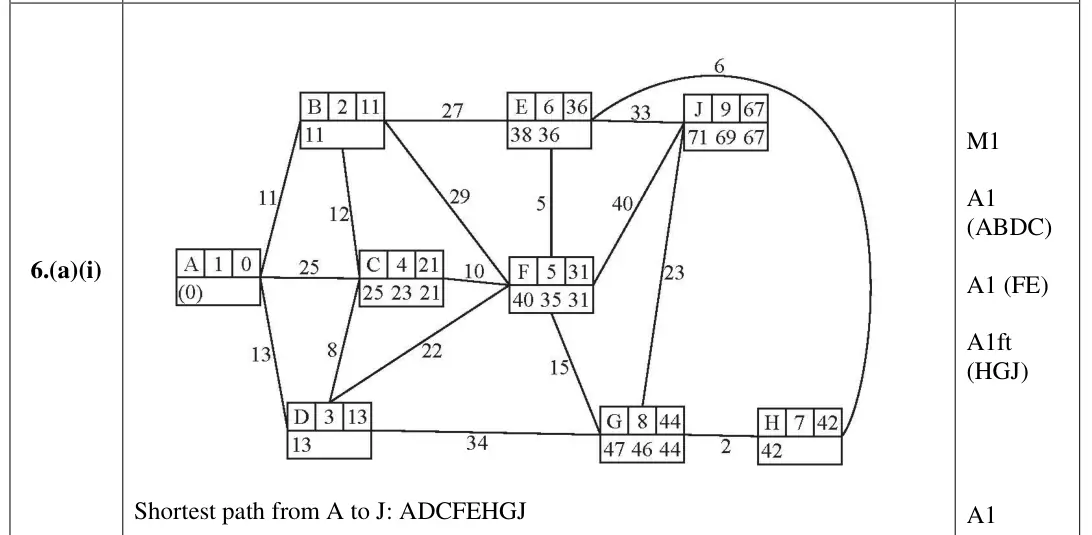 6
B 2 11
27
E 6 36
33
J 9 67
11
38 36
71 69 67
M1
11
12
29
5
40
A1
(ABDC)
6.(a)(i)
A 1 0
25
C 4 21
10
F 5 31
23
(0)
25 23 21
40 35 31
A1 (FE)
13
8
22
15
A1ft
(HGJ)
D 3 13
34
G 8 44
2
H 7 42
13
47 46 44
42
Shortest path from A to J: ADCFEHGJ
A1